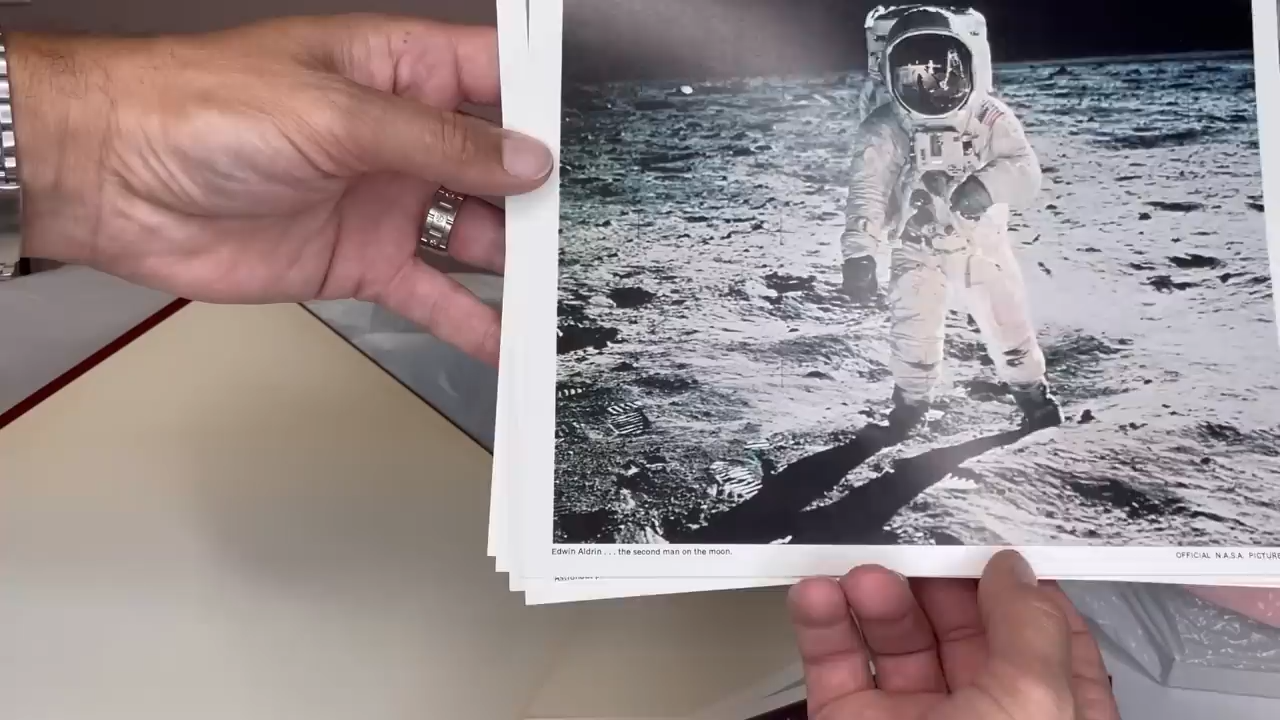 Edwin Aldrin . . . the second man on the moon.
OFFICIAL N.A.S.A. PICTURE